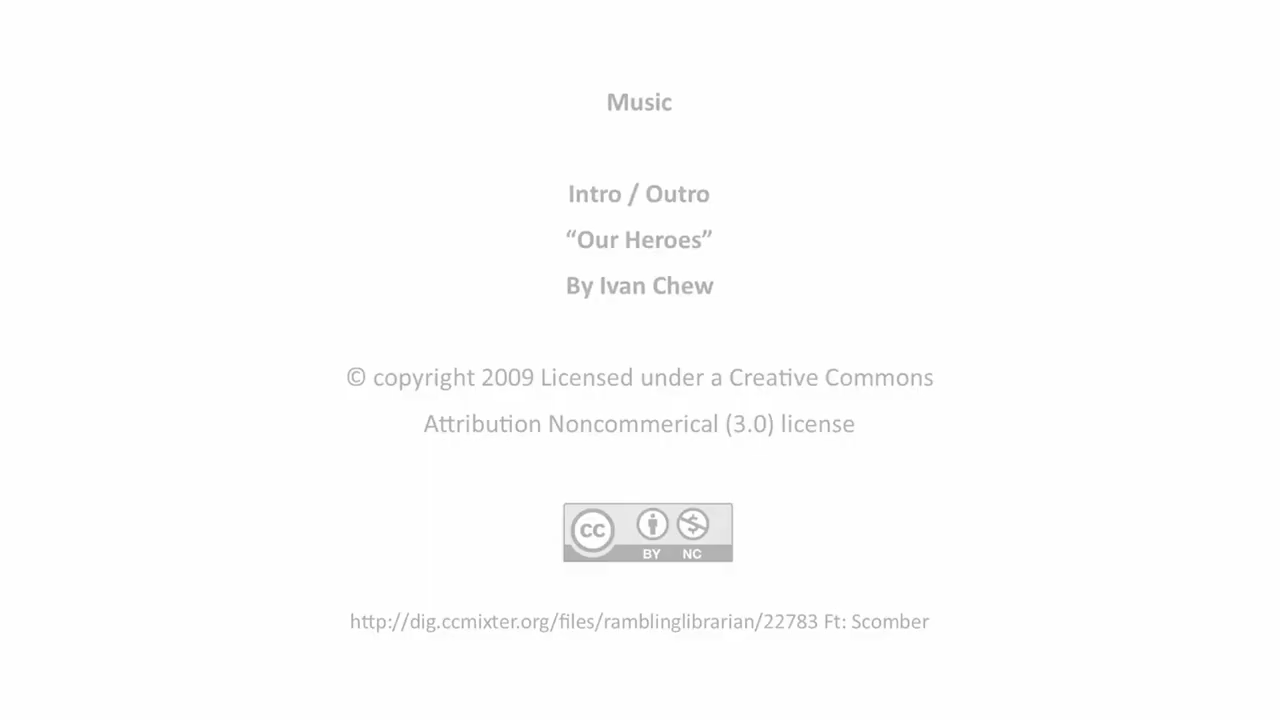 Music
Intro / Outro
“Our Heroes”
By Ivan Chew
© copyright 2009 Licensed under a Creative Commons
Attribution Noncommerical (3.0) license
cc
BY NC
http://dig.ccmixter.org/files/ramblinglibrarian/22783 Ft: Scomber